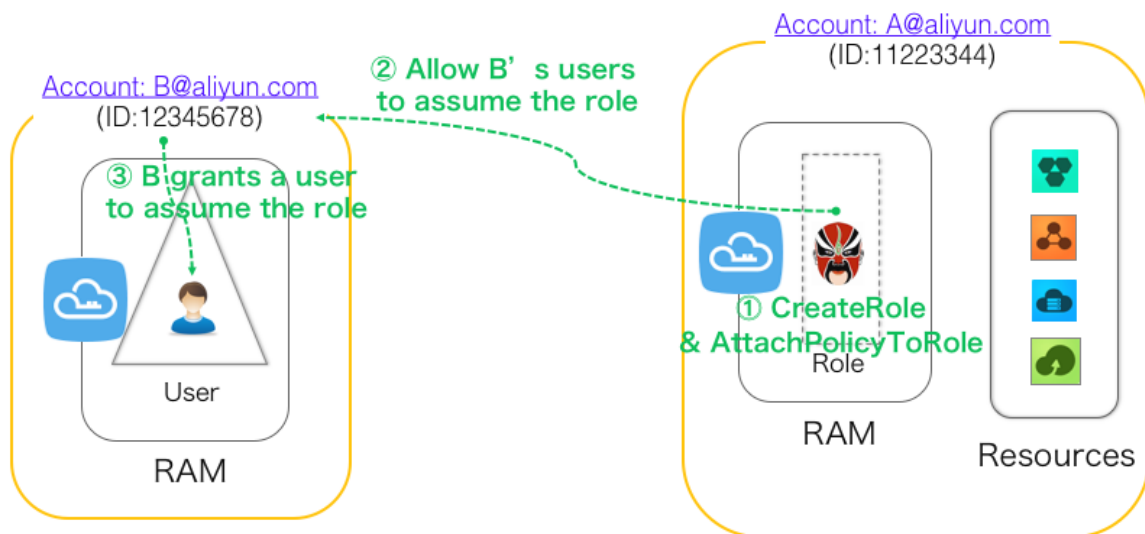 Account: A@aliyun.com
(ID:11223344)
② Allow B’ s users
to assume the role
Account: B@aliyun.com
(ID:12345678)
③ B grants a user
to assume the role
① CreateRole
& AttachPolicyToRole
Role
User
RAM
RAM
Resources